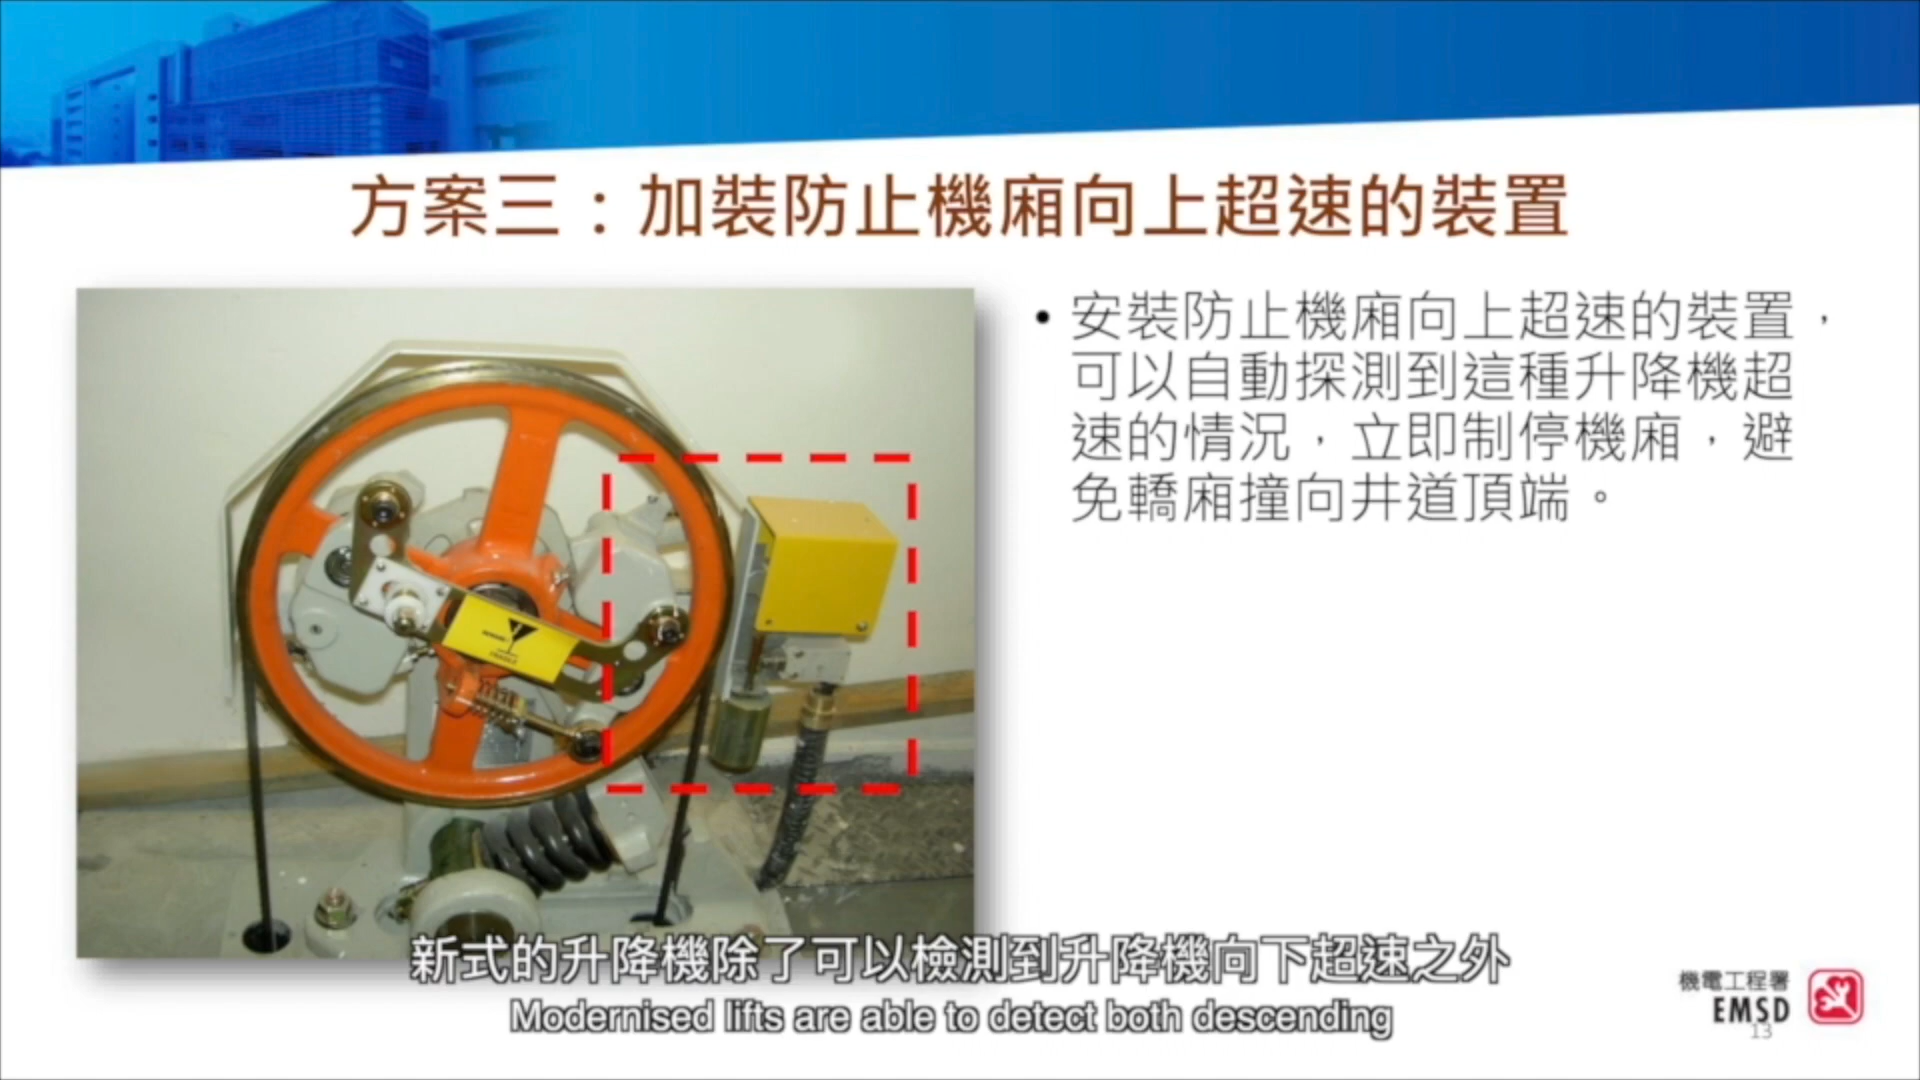 方案三：加裝防止機廂向上超速的裝置
• 安裝防止機廂向上超速的裝置，
可以自動探測到這種升降機超
速的情況，立即制停機廂，避
免轎廂撞向井道頂端。
新式的升降機除了可以檢測到升降機向下超速之外
Modernised lifts are able to detect both descending
機電工程署
EMSD
13